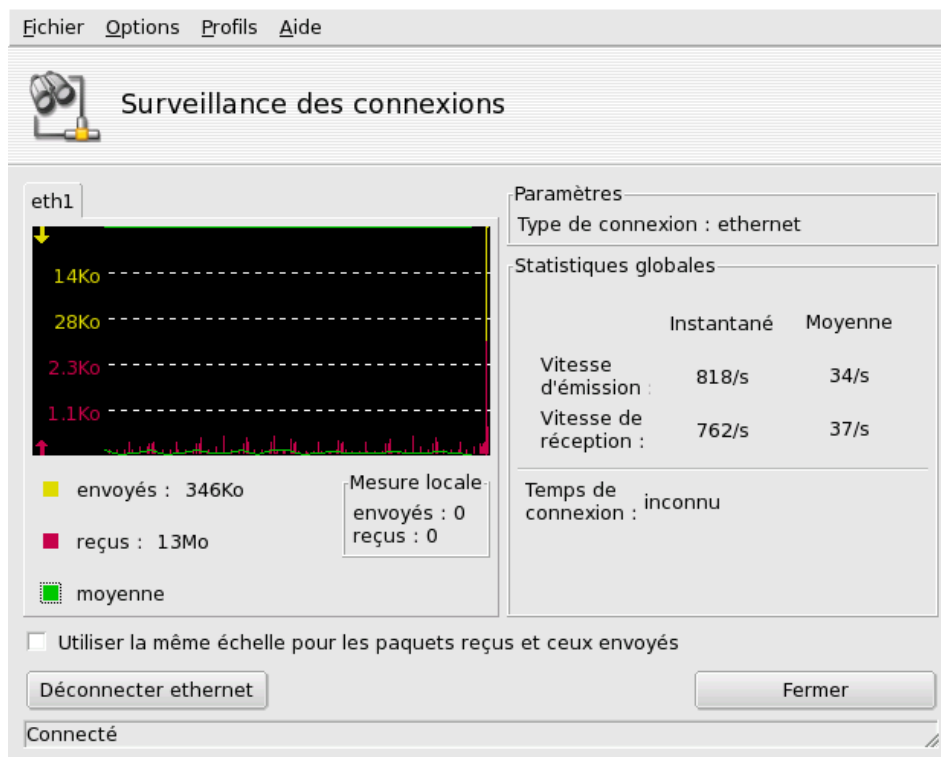 Fichier Options Profils Aide
Surveillance des connexions
eth1
14Ko
28Ko
2.3Ko
1.1Ko
envoyés : 346Ko
reçus : 13Mo
moyenne
Mesure locale
envoyés : 0
reçus : 0
Paramètres
Type de connexion : ethernet
Statistiques globales
Instantané Moyenne
Vitesse
d'émission : 818/s 34/s
Vitesse de
réception : 762/s 37/s
Temps de
connexion : inconnu
Utiliser la même échelle pour les paquets reçus et ceux envoyés
Déconnecter ethernet Fermer
Connecté